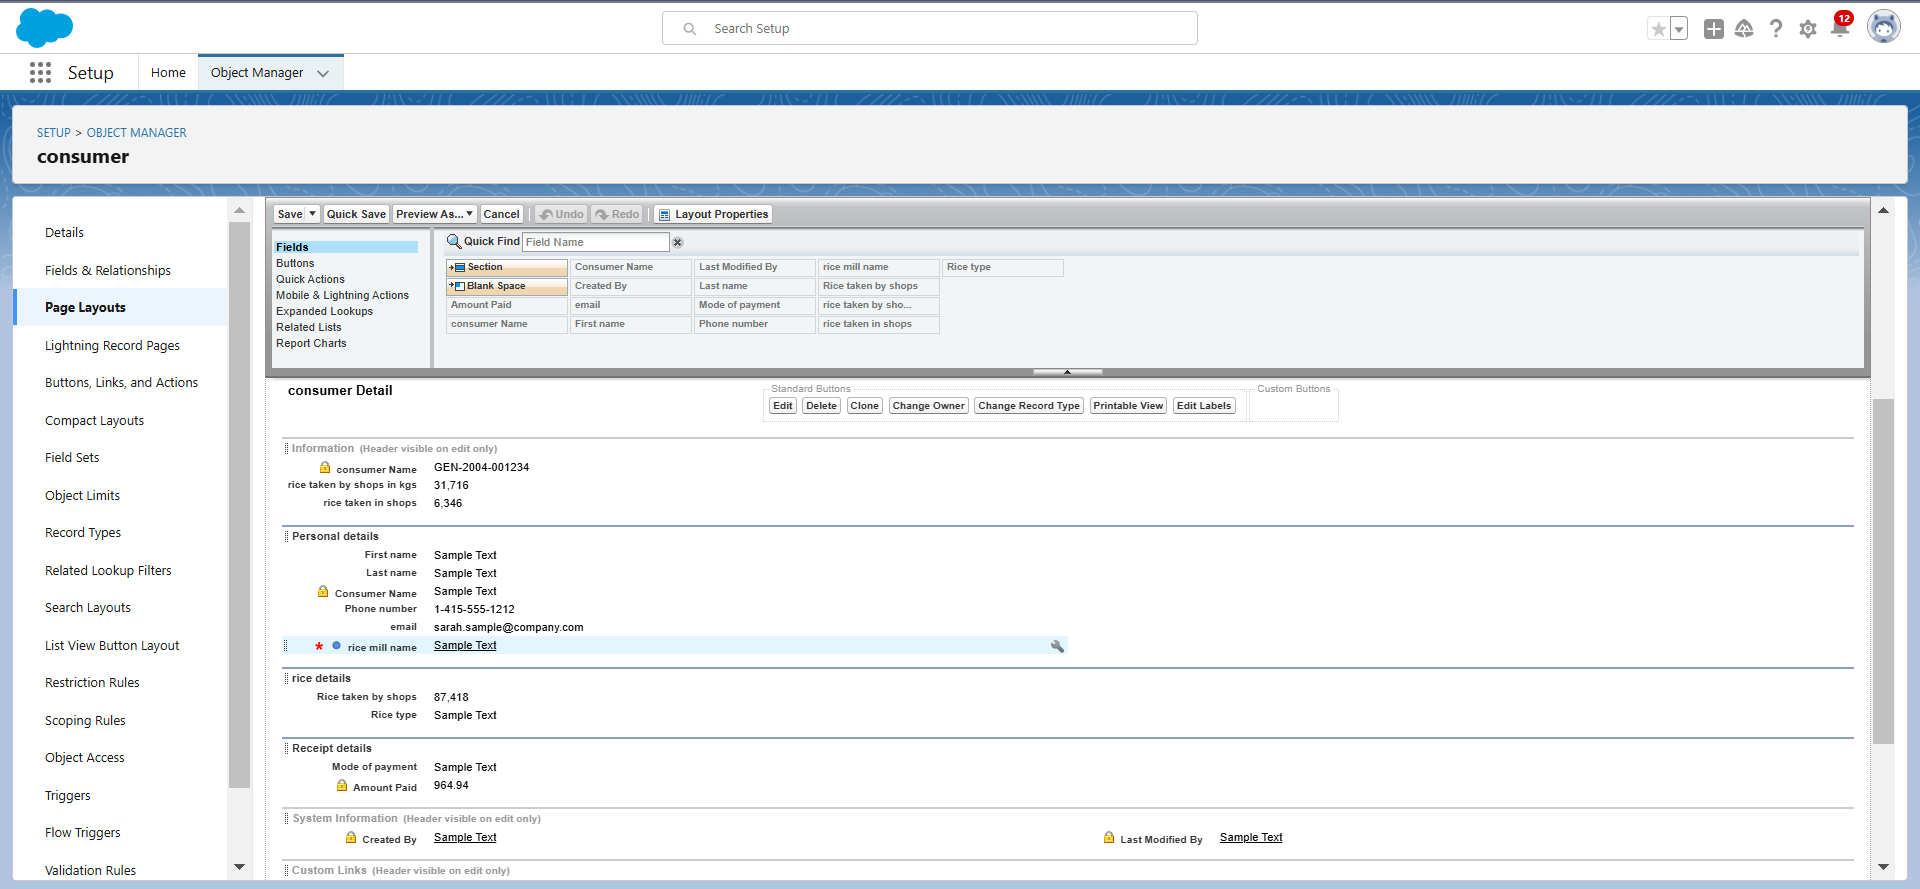 Search Setup
12
Setup
Home
Object Manager
SETUP > OBJECT MANAGER
consumer
Details
Fields & Relationships
Page Layouts
Lightning Record Pages
Buttons, Links, and Actions
Compact Layouts
Field Sets
Object Limits
Record Types
Related Lookup Filters
Search Layouts
List View Button Layout
Restriction Rules
Scoping Rules
Object Access
Triggers
Flow Triggers
Validation Rules
Save Quick Save Preview As... Cancel Undo Redo Layout Properties
Fields
Buttons
Quick Actions
Mobile & Lightning Actions
Expanded Lookups
Related Lists
Report Charts
Quick Find Field Name
Section Consumer Name Last Modified By rice mill name Rice type
Blank Space Created By Last name Rice taken by shops
Amount Paid email Mode of payment rice taken by sho...
consumer Name First name Phone number rice taken in shops
consumer Detail
Standard Buttons
Edit Delete Clone Change Owner Change Record Type Printable View Edit Labels
Custom Buttons
Information (Header visible on edit only)
consumer Name GEN-2004-001234
rice taken by shops in kgs 31,716
rice taken in shops 6,346
Personal details
First name Sample Text
Last name Sample Text
Consumer Name Sample Text
Phone number 1-415-555-1212
email sarah.sample@company.com
* rice mill name Sample Text
rice details
Rice taken by shops 87,418
Rice type Sample Text
Receipt details
Mode of payment Sample Text
Amount Paid 964.94
System Information (Header visible on edit only)
Created By Sample Text Last Modified By Sample Text
Custom Links (Header visible on edit only)